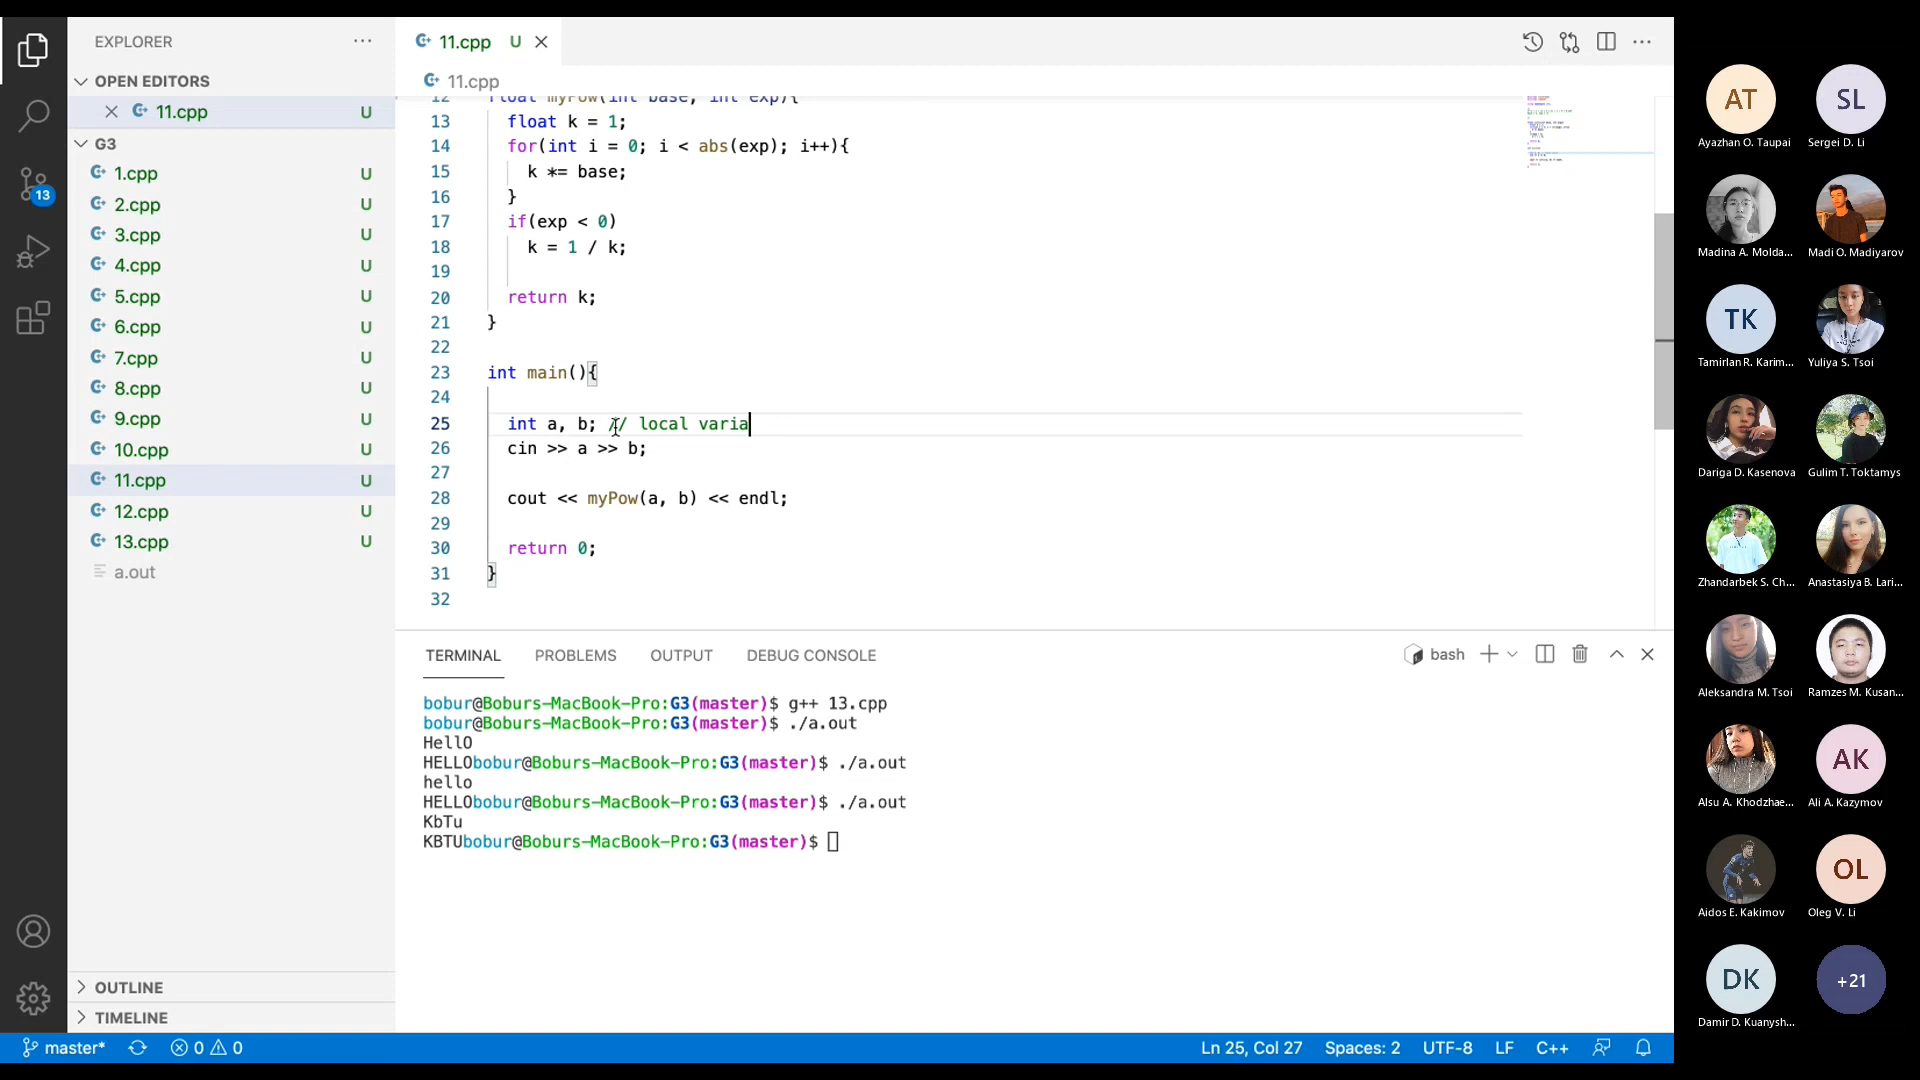 EXPLORER
OPEN EDITORS
11.cpp U
G3
1.cpp U
2.cpp U
3.cpp U
4.cpp U
5.cpp U
6.cpp U
7.cpp U
8.cpp U
9.cpp U
10.cpp U
11.cpp U
12.cpp U
13.cpp U
a.out
OUTLINE
TIMELINE
13
11.cpp U
11.cpp
12 float myPow(int base, int exp){
13 float k = 1;
14 for(int i = 0; i < abs(exp); i++){
15 k *= base;
16 }
17 if(exp < 0)
18 k = 1 / k;
19
20 return k;
21 }
22
23 int main(){
24
25 int a, b; // local varia
26 cin >> a >> b;
27
28 cout << myPow(a, b) << endl;
29
30 return 0;
31 }
32
TERMINAL PROBLEMS OUTPUT DEBUG CONSOLE
bash
bobur@Boburs-MacBook-Pro:G3(master)$ g++ 13.cpp
bobur@Boburs-MacBook-Pro:G3(master)$ ./a.out
HellO
HELLObobur@Boburs-MacBook-Pro:G3(master)$ ./a.out
hello
HELLObobur@Boburs-MacBook-Pro:G3(master)$ ./a.out
KbTu
KBTUbobur@Boburs-MacBook-Pro:G3(master)$
master* 0 0 Ln 25, Col 27 Spaces: 2 UTF-8 LF C++
AT SL
Ayazhan O. Taupai Sergei D. Li
Madina A. Molda... Madi O. Madiyarov
TK
Tamirlan R. Karim... Yuliya S. Tsoi
Dariga D. Kasenova Gulim T. Toktamys
Zhandarbek S. Ch... Anastasiya B. Lari...
Aleksandra M. Tsoi Ramzes M. Kusan...
AK
Alsu A. Khodzhae... Ali A. Kazymov
OL
Aidos E. Kakimov Oleg V. Li
DK +21
Damir D. Kuanysh...